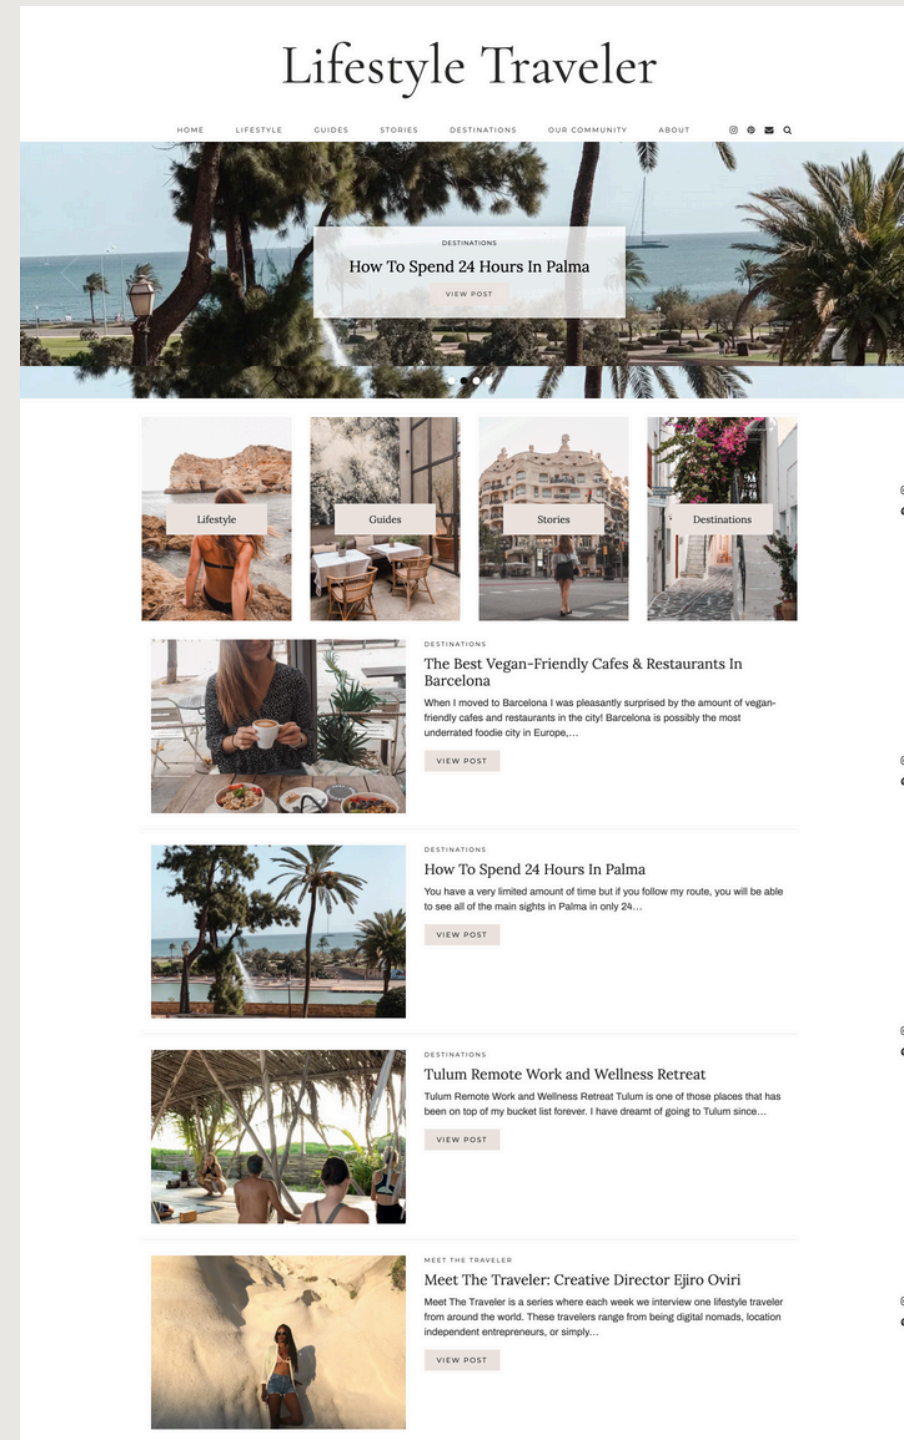 Lifestyle Traveler
HOME LIFESTYLE GUIDES STORIES DESTINATIONS OUR COMMUNITY ABOUT
DESTINATIONS
How To Spend 24 Hours In Palma
VIEW POST
Lifestyle
Guides
Stories
Destinations
DESTINATIONS
The Best Vegan-Friendly Cafes & Restaurants In
Barcelona
When I moved to Barcelona I was pleasantly surprised by the amount of vegan-
friendly cafes and restaurants in the city! Barcelona is possibly the most
underrated foodie city in Europe,...
VIEW POST
DESTINATIONS
How To Spend 24 Hours In Palma
You have a very limited amount of time but if you follow my route, you will be able
to see all of the main sights in Palma in only 24...
VIEW POST
DESTINATIONS
Tulum Remote Work and Wellness Retreat
Tulum Remote Work and Wellness Retreat Tulum is one of those places that has
been on top of my bucket list forever. I have dreamt of going to Tulum since...
VIEW POST
MEET THE TRAVELER
Meet The Traveler: Creative Director Ejiro Oviri
Meet The Traveler is a series where each week we interview one lifestyle traveler
from around the world. These travelers range from being digital nomads, location
independent entrepreneurs, or simply...
VIEW POST